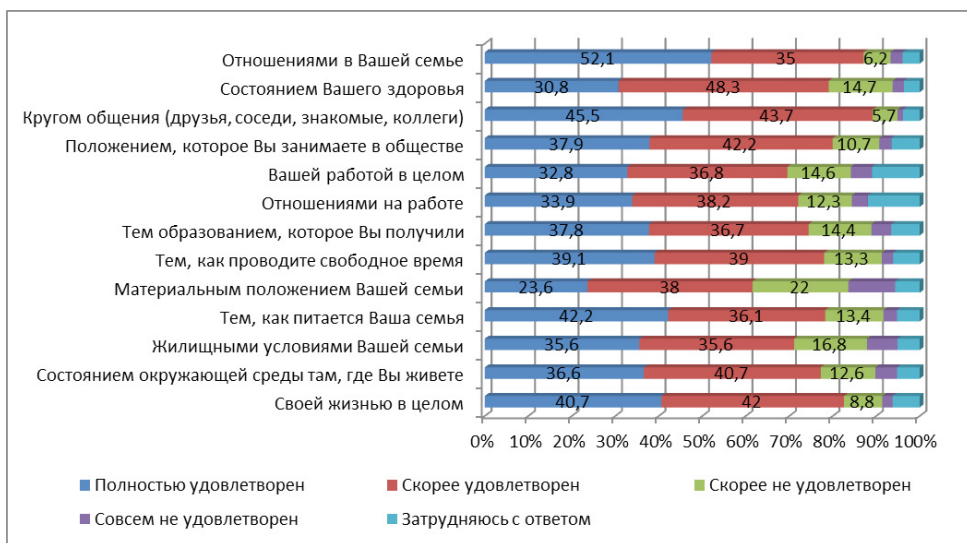 Отношениями в Вашей семье 52,1 35 6,2
Состоянием Вашего здоровья 30,8 48,3 14,7
Кругом общения (друзья, соседи, знакомые, коллеги) 45,5 43,7 5,7
Положением, которое Вы занимаете в обществе 37,9 42,2 10,7
Вашей работой в целом 32,8 36,8 14,6
Отношениями на работе 33,9 38,2 12,3
Тем образованием, которое Вы получили 37,8 36,7 14,4
Тем, как проводите свободное время 39,1 39 13,3
Материальным положением Вашей семьи 23,6 38 22
Тем, как питается Ваша семья 42,2 36,1 13,4
Жилищными условиями Вашей семьи 35,6 35,6 16,8
Состоянием окружающей среды там, где Вы живете 36,6 40,7 12,6
Своей жизнью в целом 40,7 42 8,8
0% 10% 20% 30% 40% 50% 60% 70% 80% 90% 100%
Полностью удовлетворен Скорее удовлетворен Скорее не удовлетворен
Совсем не удовлетворен Затрудняюсь с ответом